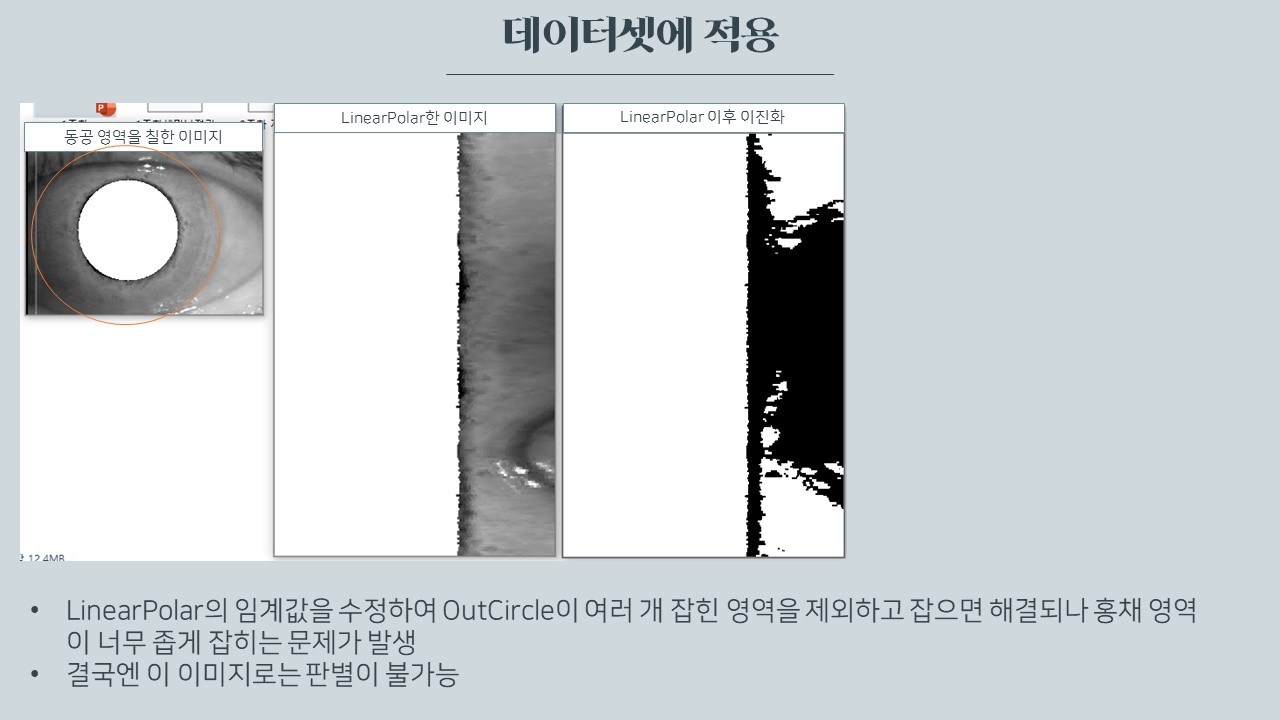 데이터셋에 적용
동공 영역을 칠한 이미지
LinearPolar한 이미지
LinearPolar 이후 이진화
12.4MB
• LinearPolar의 임계값을 수정하여 OutCircle이 여러 개 잡힌 영역을 제외하고 잡으면 해결되나 홍채 영역
이 너무 좁게 잡히는 문제가 발생
• 결국엔 이 이미지로는 판별이 불가능